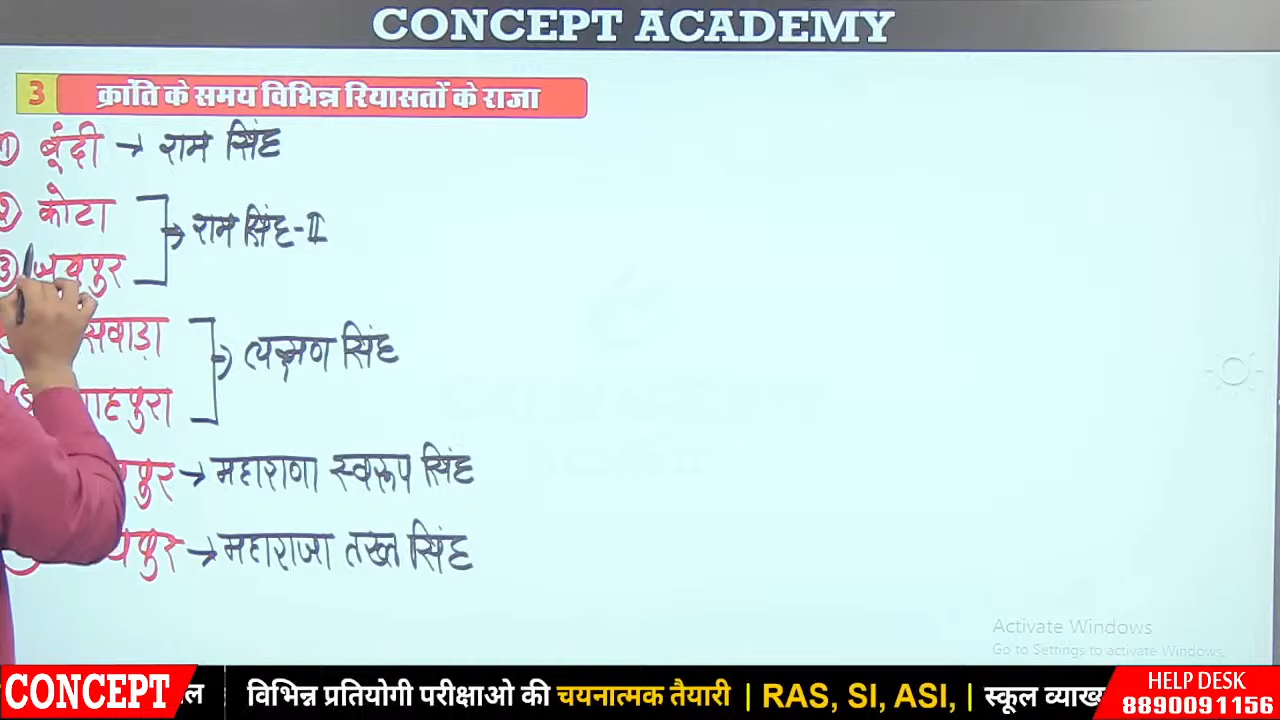 CONCEPT ACADEMY
3 क्रांति के समय विभिन्न रियासतों के राजा
① बूंदी → राम सिंह
② कोटा
→ राम सिंह-II
③ जयपुर
→ लक्ष्मण सिंह
→ महाराणा स्वरूप सिंह
→ महाराजा तख्त सिंह
Activate Windows
Go to Settings to activate Windows.
CONCEPT विभिन्न प्रतियोगी परीक्षाओ की चयनात्मक तैयारी | RAS, SI, ASI, | स्कूल
HELP DESK
8890091156